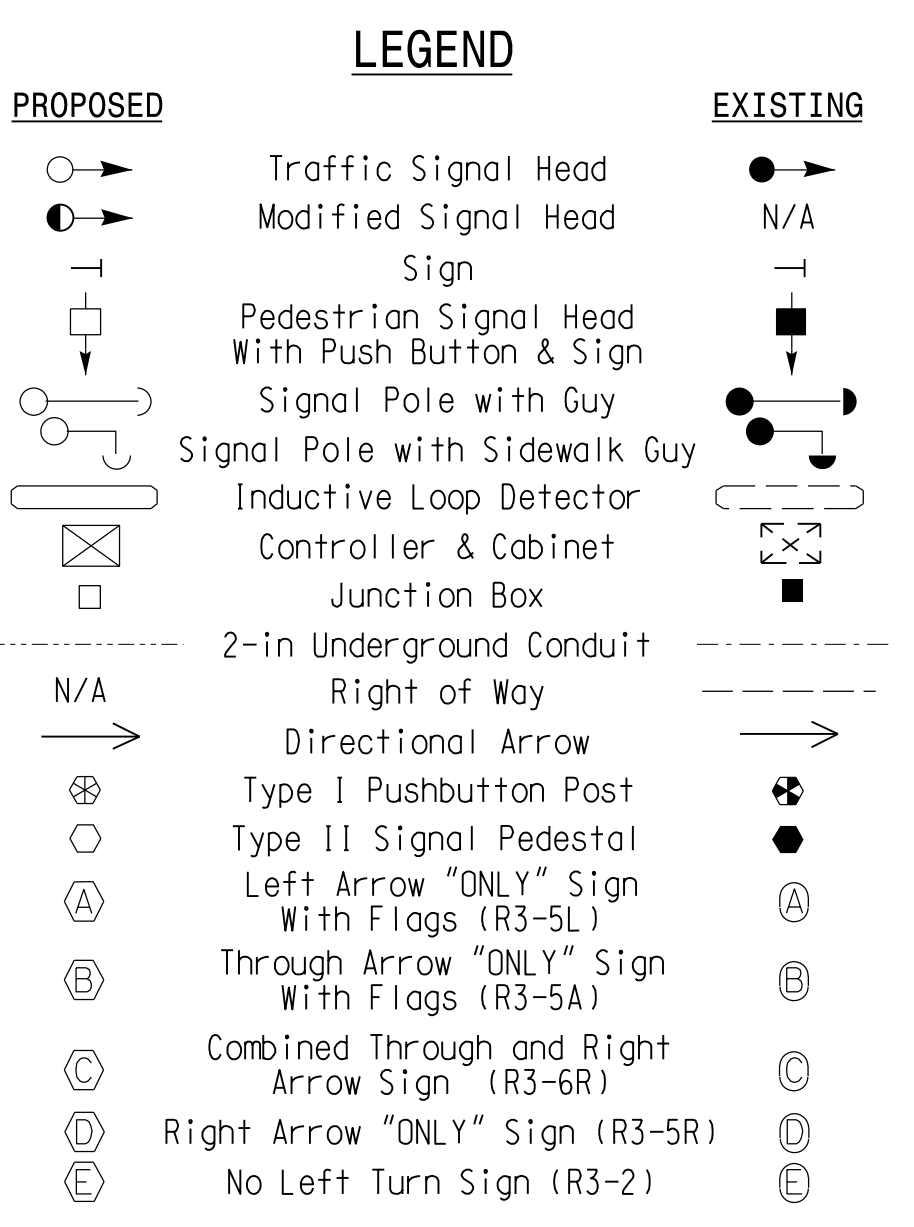 LEGEND
PROPOSED EXISTING
Traffic Signal Head
Modified Signal Head N/A
Sign
Pedestrian Signal Head
With Push Button & Sign
Signal Pole with Guy
Signal Pole with Sidewalk Guy
Inductive Loop Detector
Controller & Cabinet
Junction Box
2-in Underground Conduit
N/A Right of Way
Directional Arrow
Type I Pushbutton Post
Type II Signal Pedestal
Left Arrow "ONLY" Sign
A With Flags (R3-5L) A
Through Arrow "ONLY" Sign
B With Flags (R3-5A) B
Combined Through and Right
C Arrow Sign (R3-6R) C
D Right Arrow "ONLY" Sign (R3-5R) D
E No Left Turn Sign (R3-2) E